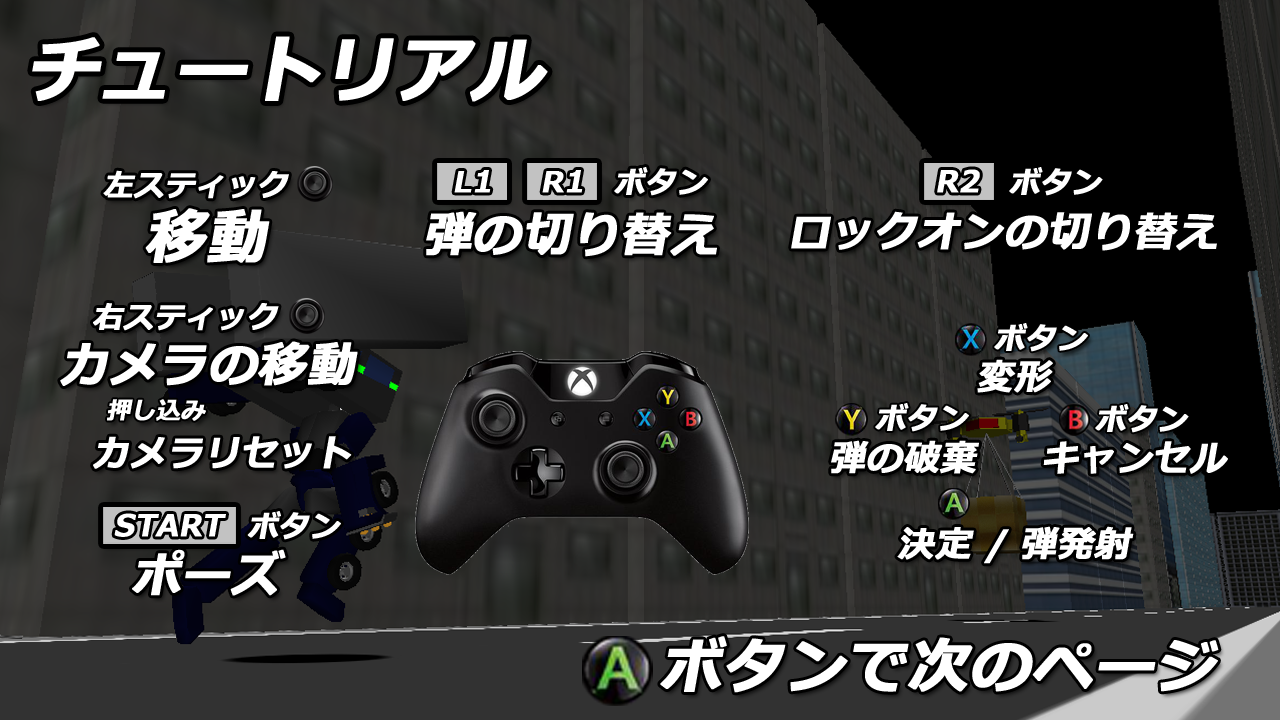 チュートリアル
左スティック
移動
L1 R1 ボタン
弾の切り替え
R2 ボタン
ロックオンの切り替え
右スティック
カメラの移動
押し込み
カメラリセット
START ボタン
ポーズ
Y
X B
A
X ボタン
変形
Y ボタン
弾の破棄
B ボタン
キャンセル
A
決定 / 弾発射
A ボタンで次のページ